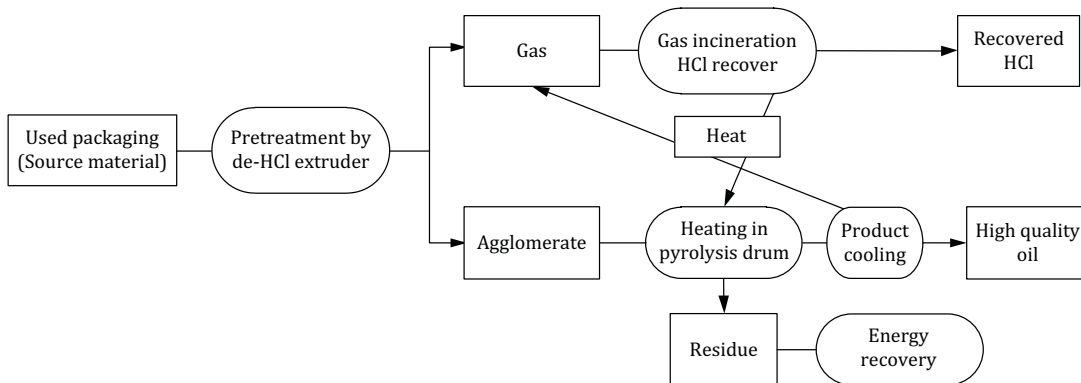 Gas
Gas incineration
HCl recover
Recovered
HCl
Heat
Used packaging
(Source material)
Pretreatment by
de-HCl extruder
Agglomerate
Heating in
pyrolysis drum
Product
cooling
High quality
oil
Residue
Energy
recovery